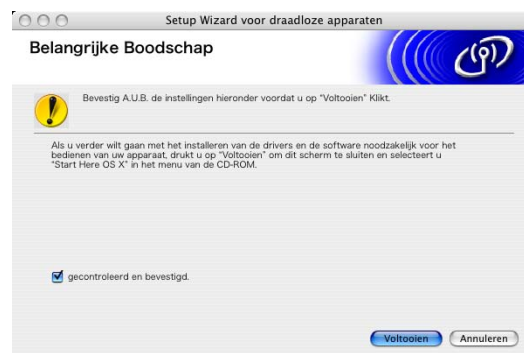 Setup Wizard voor draadloze apparaten
Belangrijke Boodschap
Bevestig A.U.B. de instellingen hieronder voordat u op "Voltooien" Klikt.
Als u verder wilt gaan met het installeren van de drivers en de software noodzakelijk voor het
bedienen van uw apparaat, drukt u op "Voltooien" om dit scherm te sluiten en selecteert u
"Start Here OS X" in het menu van de CD-ROM.
gecontroleerd en bevestigd.
Voltooien
Annuleren